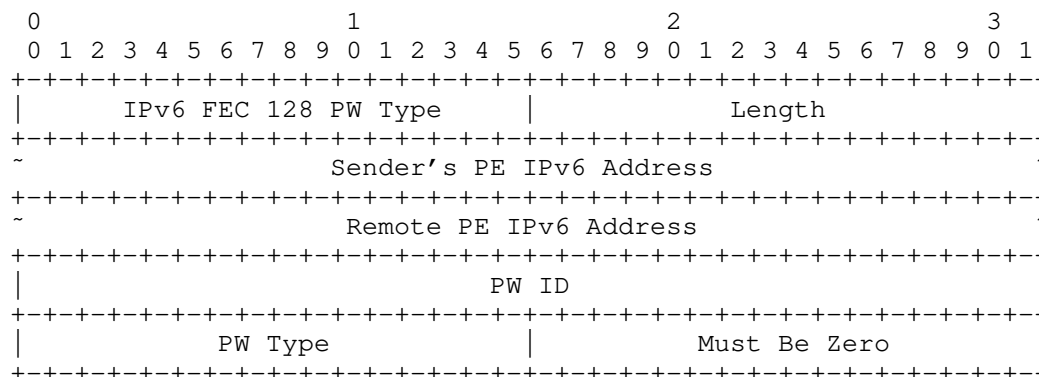 0                   1                   2                   3
 0 1 2 3 4 5 6 7 8 9 0 1 2 3 4 5 6 7 8 9 0 1 2 3 4 5 6 7 8 9 0 1
+-+-+-+-+-+-+-+-+-+-+-+-+-+-+-+-+-+-+-+-+-+-+-+-+-+-+-+-+-+-+-+-
|      IPv6 FEC 128 PW Type     |            Length
+-+-+-+-+-+-+-+-+-+-+-+-+-+-+-+-+-+-+-+-+-+-+-+-+-+-+-+-+-+-+-+-
~                   Sender’s PE IPv6 Address                    ~
+-+-+-+-+-+-+-+-+-+-+-+-+-+-+-+-+-+-+-+-+-+-+-+-+-+-+-+-+-+-+-+-
~                    Remote PE IPv6 Address                     ~
+-+-+-+-+-+-+-+-+-+-+-+-+-+-+-+-+-+-+-+-+-+-+-+-+-+-+-+-+-+-+-+-
|                             PW ID
+-+-+-+-+-+-+-+-+-+-+-+-+-+-+-+-+-+-+-+-+-+-+-+-+-+-+-+-+-+-+-+-
|            PW Type            |          Must Be Zero
+-+-+-+-+-+-+-+-+-+-+-+-+-+-+-+-+-+-+-+-+-+-+-+-+-+-+-+-+-+-+-+-